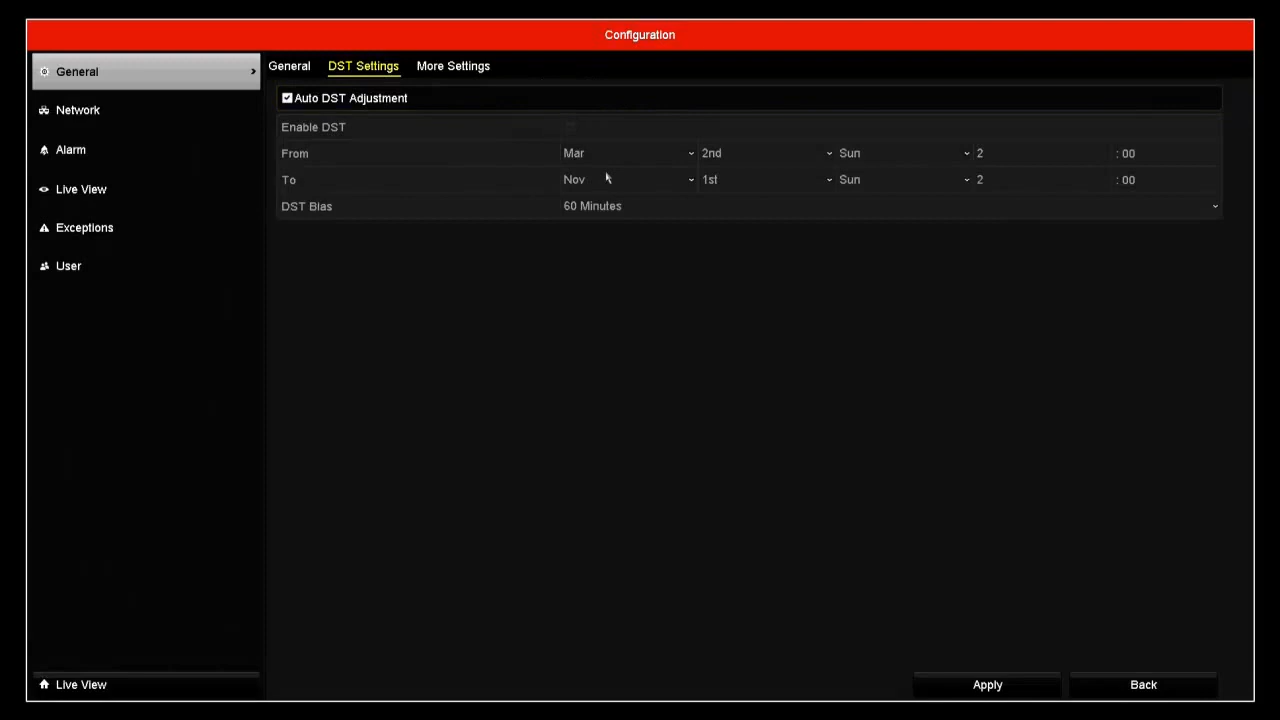 Configuration
General
Network
Alarm
Live View
Exceptions
User
Live View
General DST Settings More Settings
Auto DST Adjustment
Enable DST
From Mar 2nd Sun 2 : 00
To Nov 1st Sun 2 : 00
DST Bias 60 Minutes
Apply Back